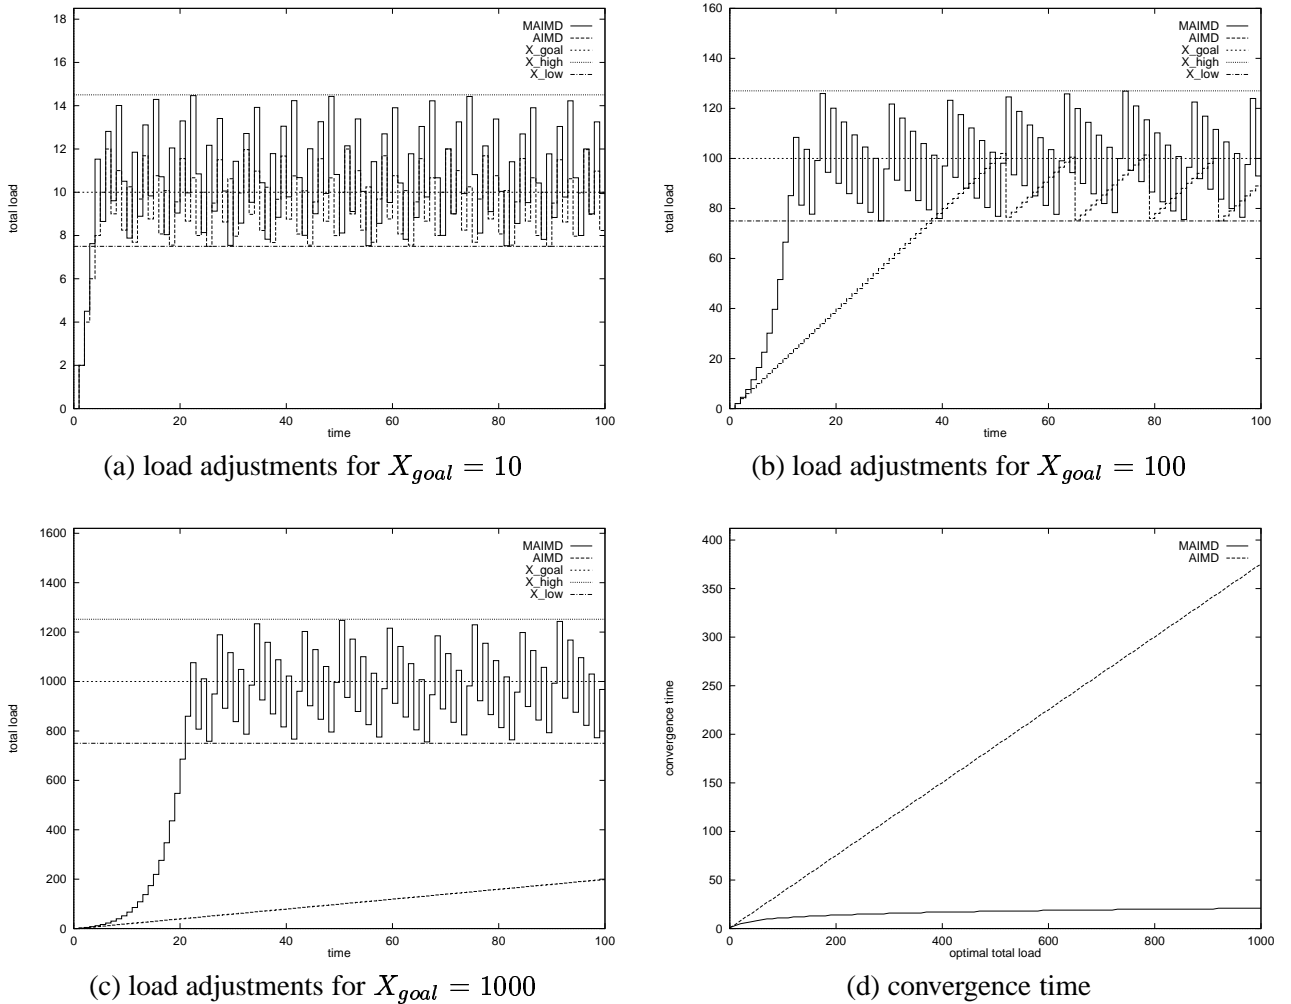 18
16
14
12
10
8
6
4
2
0
total load
0 20 40 60 80 100
time
MAIMD
AIMD
X_goal
X_high
X_low
(a) load adjustments for X_goal = 10
160
140
120
100
80
60
40
20
0
total load
0 20 40 60 80 100
time
MAIMD
AIMD
X_goal
X_high
X_low
(b) load adjustments for X_goal = 100
1600
1400
1200
1000
800
600
400
200
0
total load
0 20 40 60 80 100
time
MAIMD
AIMD
X_goal
X_high
X_low
(c) load adjustments for X_goal = 1000
400
350
300
250
200
150
100
50
0
convergence time
0 200 400 600 800 1000
optimal total load
MAIMD
AIMD
(d) convergence time